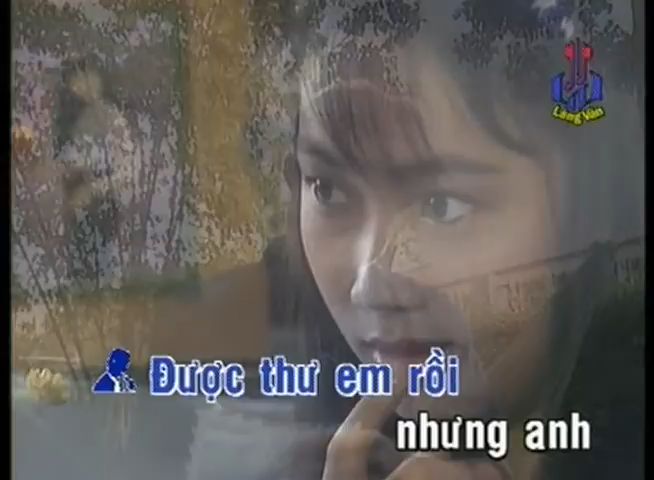 Làng Văn
Được thư em rồi
nhưng anh